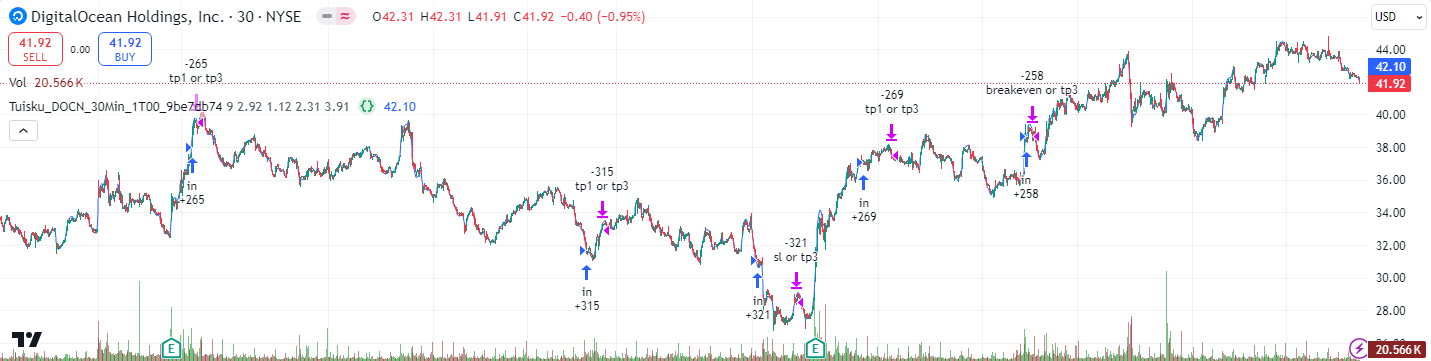 DigitalOcean Holdings, Inc. · 30 · NYSE O42.31 H42.31 L41.91 C41.92 −0.40 (−0.95%)
USD
41.92 SELL
0.00
41.92 BUY
Vol 20.566 K
Tuisku_DOCN_30Min_1T00_9be7db74 9 2.92 1.12 2.31 3.91 {} 42.10
-265
tp1 or tp3
in
+265
-315
tp1 or tp3
in
+315
-321
sl or tp3
in
+321
-269
tp1 or tp3
in
+269
-258
breakeven or tp3
in
+258
E
E
44.00
42.10
41.92
40.00
38.00
36.00
34.00
32.00
30.00
28.00
20.566 K